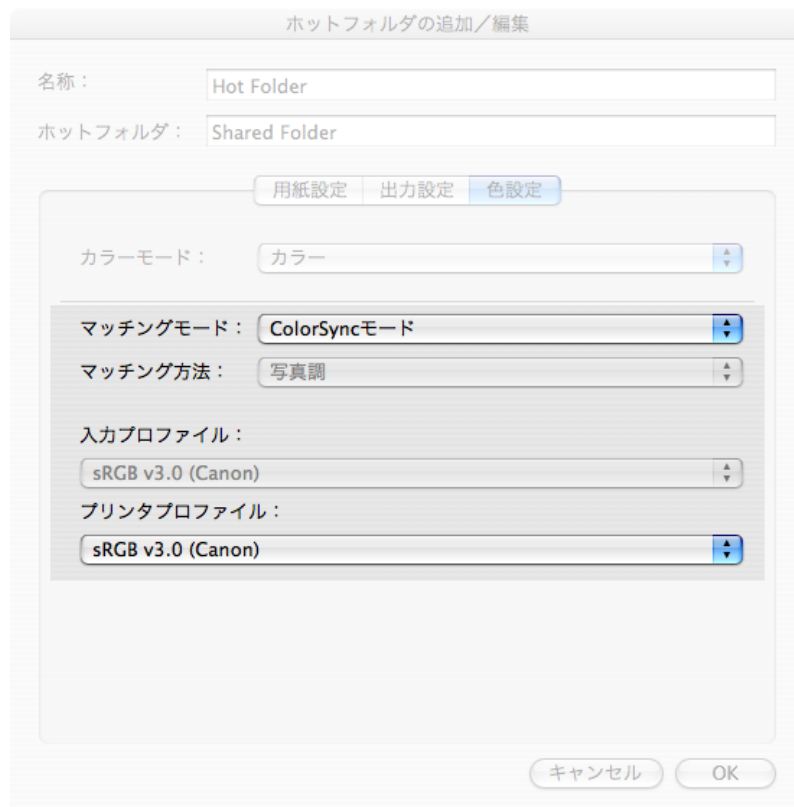 ホットフォルダの追加／編集
名称： Hot Folder
ホットフォルダ： Shared Folder
用紙設定 出力設定 色設定
カラーモード： カラー
マッチングモード： ColorSyncモード
マッチング方法： 写真調
入力プロファイル：
sRGB v3.0 (Canon)
プリンタプロファイル：
sRGB v3.0 (Canon)
キャンセル OK